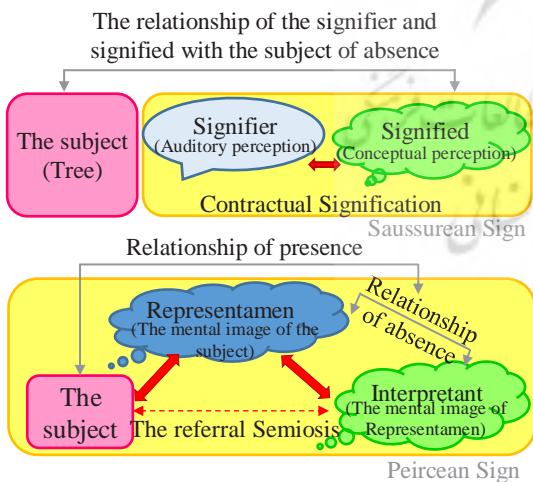 The relationship of the signifier and
signified with the subject of absence
The subject
(Tree)
Signifier
(Auditory perception)
Signified
(Conceptual perception)
Contractual Signification
Saussurean Sign
Relationship of presence
Representamen
(The mental image of the
subject)
Relationship
of absence
The
subject
Interpretant
(The mental image of
Representamen)
The referral Semiosis
Peircean Sign